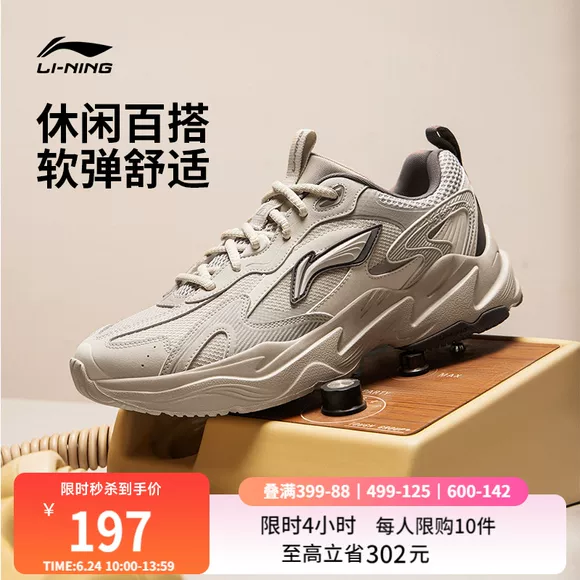 LI-NING
休闲百搭
软弹舒适
MAX
PARTY
限时秒杀到手价
¥197
TIME:6.24 10:00-13:59
叠满399-88 | 499-125 | 600-142
限时4小时 每人限购10件
至高立省302元